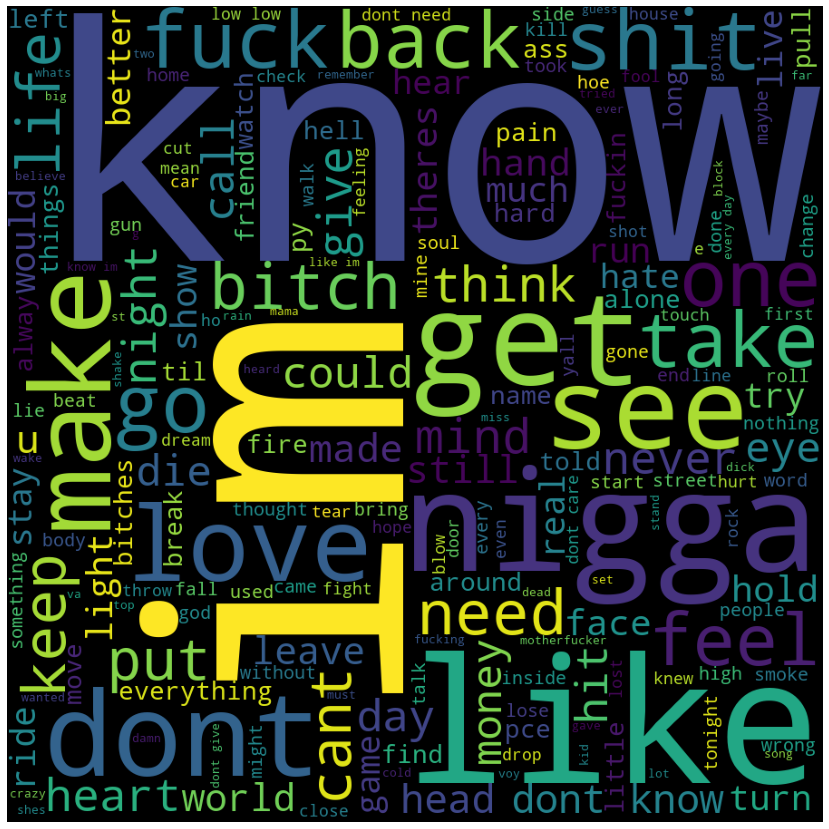 left
low low
dont need
side
guess
house
going
pull
fuck
back
shit
kill
ass
took
live
whats
two
better
home
check
remember
hear
hoe
fool
tried
ever
far
big
life
know
watch
long
maybe
cut
hell
pain
theres
hand
much
hard
fuckin
block
believe
mean
car
call
friend
walk
give
feeling
things
gun
py
like im
soul
mine
run
shot
done
every day
e
change
would
know im
g
alway
st
night
show
ho
rain
mama
bitch
think
hate
alone
one
touch
first
make
shake
til
could
get
gone
yall
take
end
line
roll
lie
beat
go
heard
see
name
try
miss
u
dream
fire
made
mind
nothing
wake
die
im
still
told
never
eye
dick
stay
bitches
break
thought
tear
bring
nigga
real
start
street
hurt
word
body
love
hope
blow
door
every
even
dont care
stand
rock
keep
light
throw
fall
used
came
fight
around
dead
set
hold
something
va
top
god
need
face
people
move
put
leave
without
fucking
motherfucker
feel
wanted
everything
must
cant
talk
inside
hit
high
knew
smoke
lost
ride
dont
damn
dont give
might
day
money
lose
pce
like
gave
tonight
wrong
song
game
find
cold
drop
voy
kid
little
lot
crazy
shes
heart
world
close
head
dont
know
turn